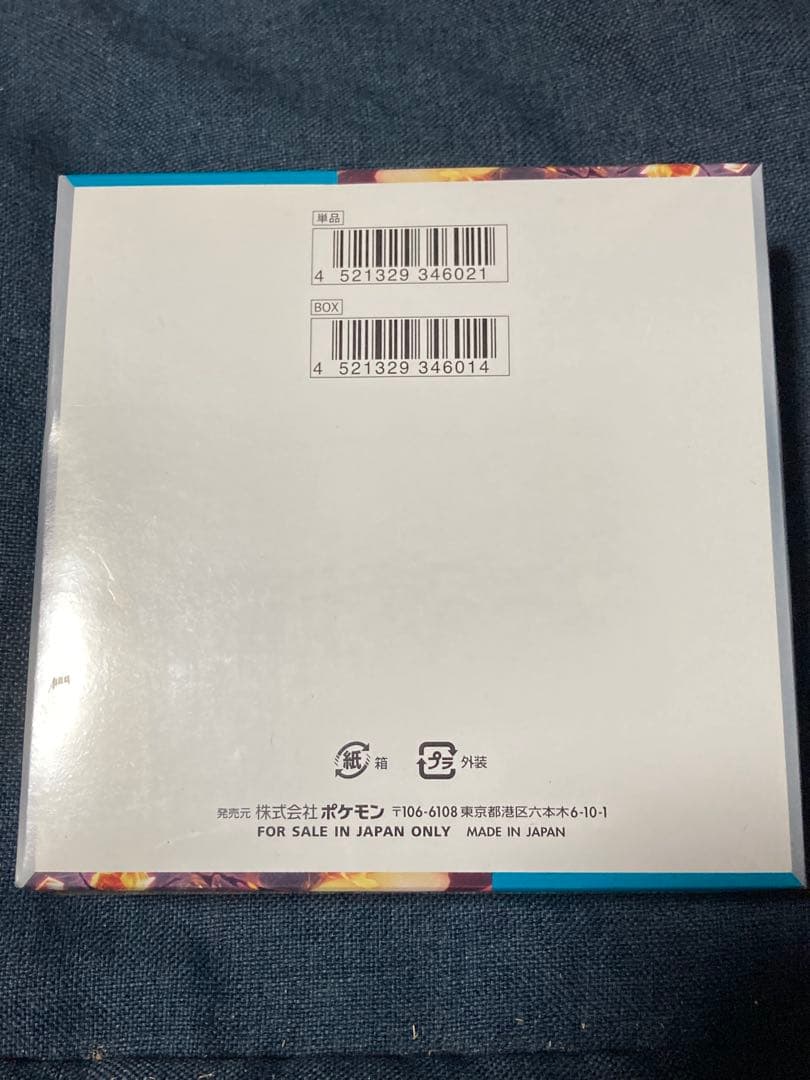 単品
4 521329 346021
BOX
4 521329 346014
紙 箱 プラ 外装
発売元 株式会社ポケモン 〒106-6108 東京都港区六本木6-10-1
FOR SALE IN JAPAN ONLY MADE IN JAPAN